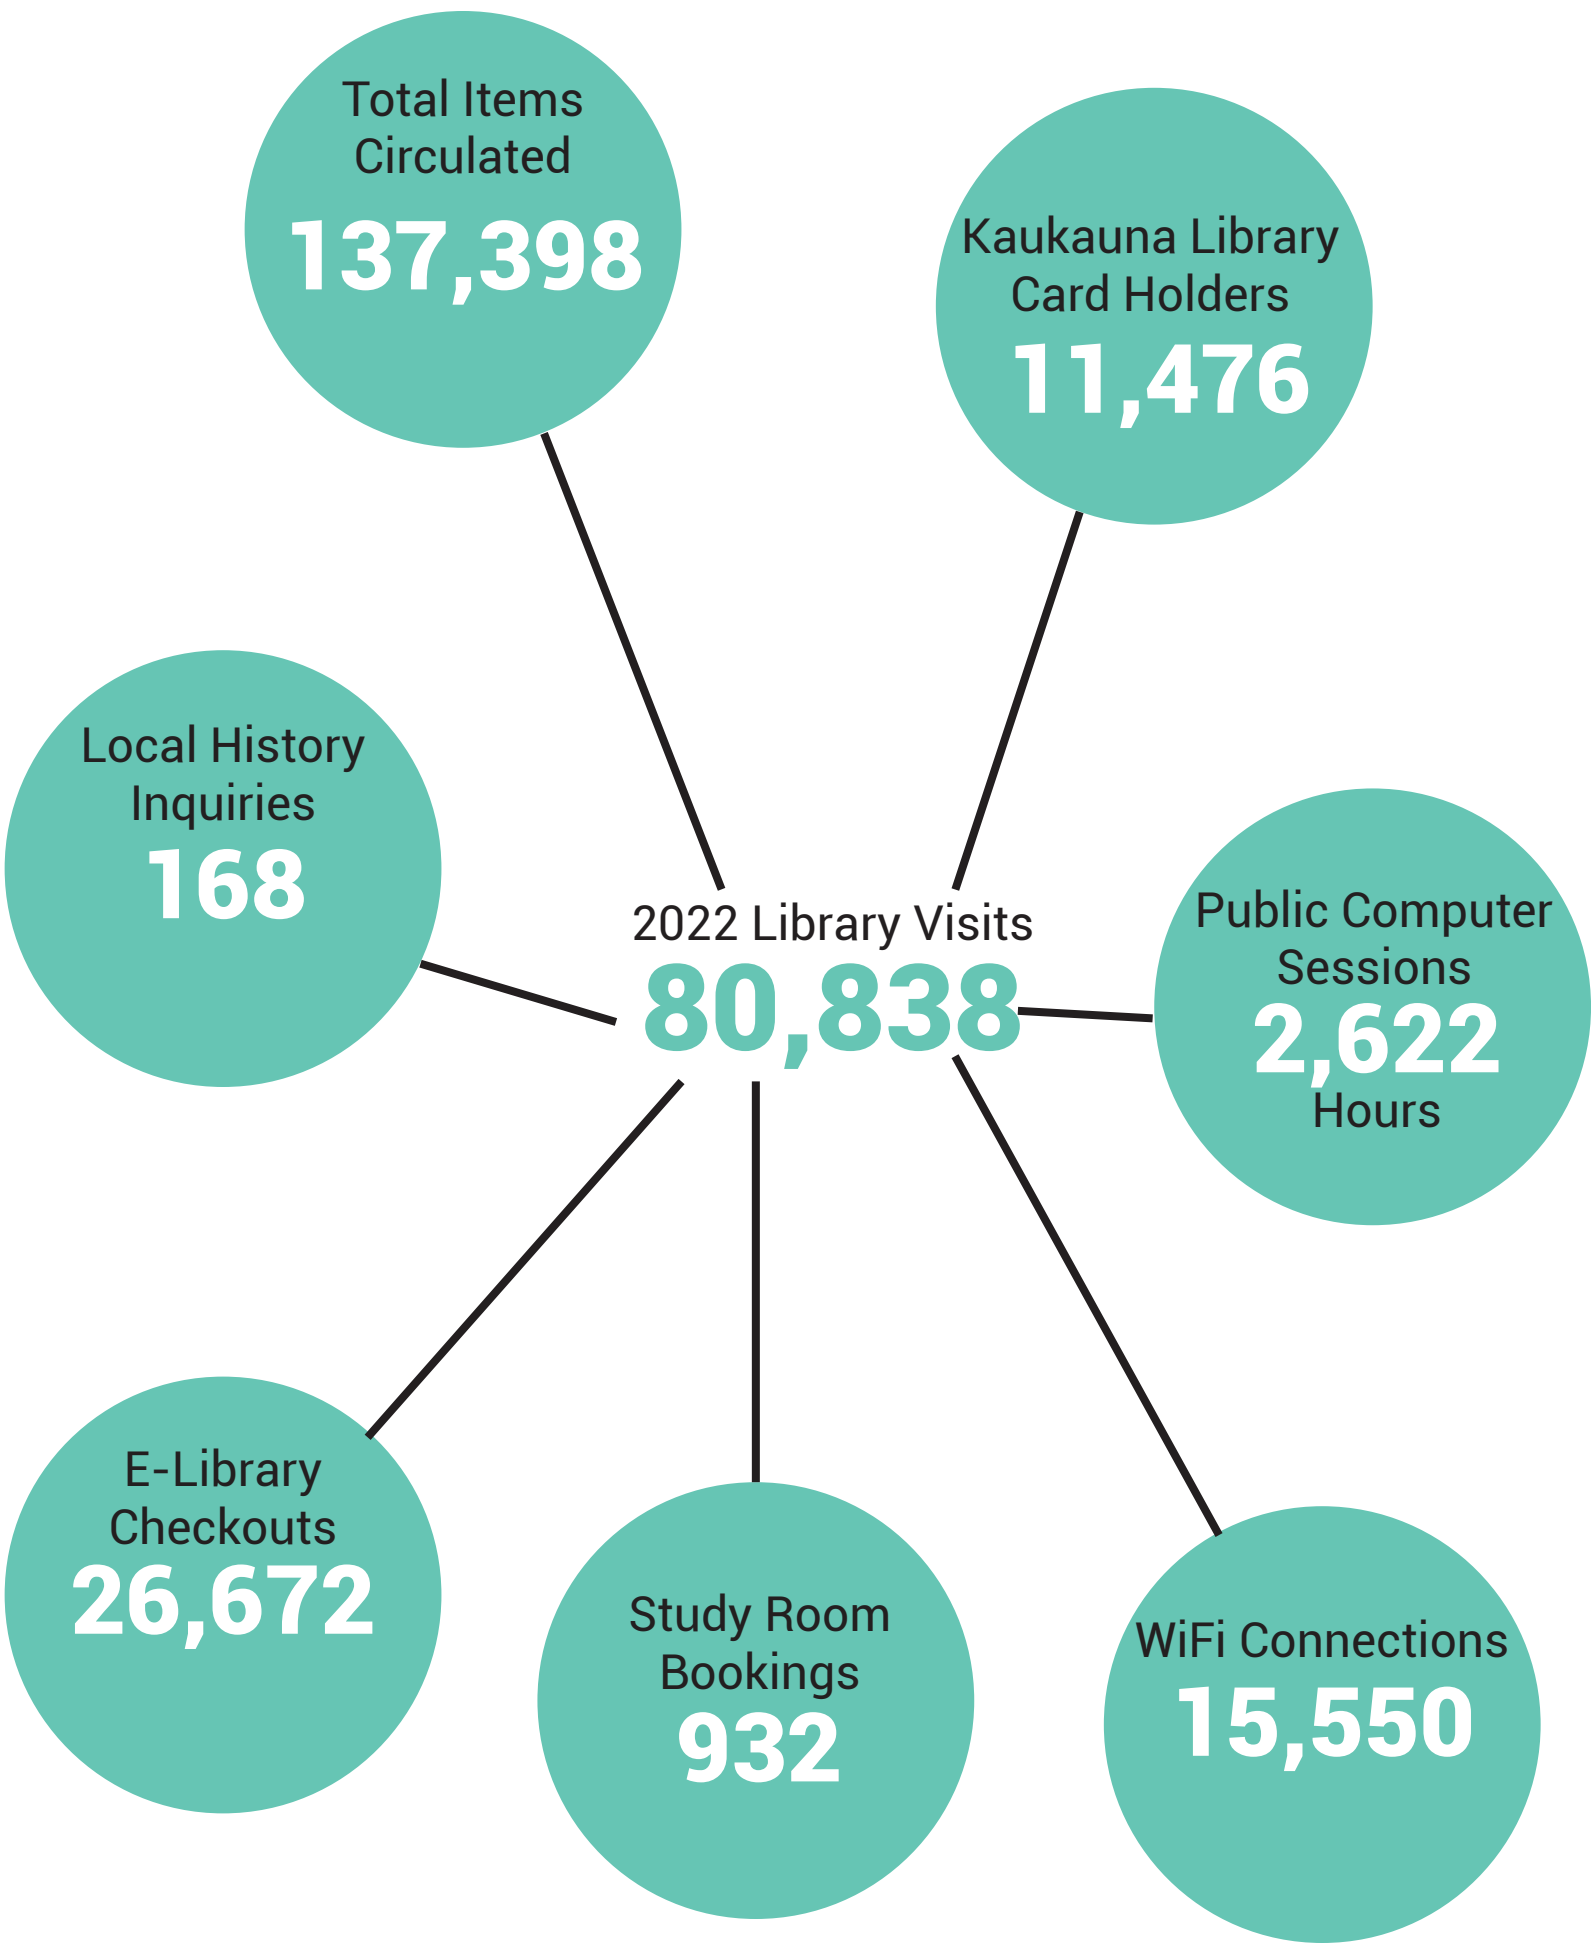 Total Items
Circulated
137,398
Kaukauna Library
Card Holders
11,476
Local History
Inquiries
168
2022 Library Visits
80,838
Public Computer
Sessions
2,622
Hours
E-Library
Checkouts
26,672
Study Room
Bookings
932
WiFi Connections
15,550